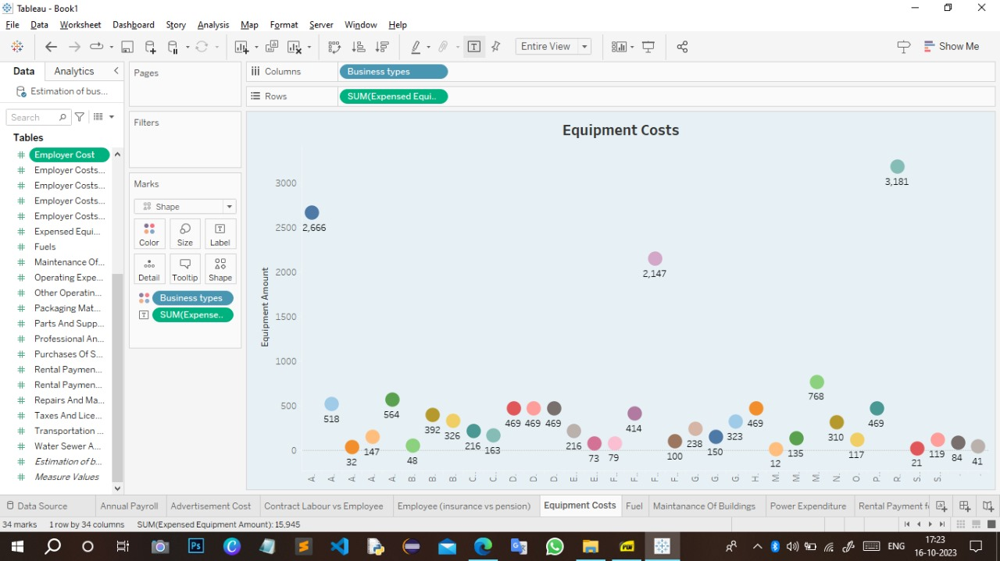 Tableau - Book1
File Data Worksheet Dashboard Story Analysis Map Format Server Window Help
Entire View
Show Me
Data Analytics
Pages
Columns
Business types
Estimation of bus...
Rows
SUM(Expensed Equi..
Search
Filters
Tables
Employer Cost
Employer Costs...
Employer Costs...
Employer Costs...
Employer Costs...
Expensed Equi...
Fuels
Maintenance Of...
Operating Expe...
Other Operatin...
Packaging Mat...
Parts And Supp...
Professional An...
Purchases Of S...
Rental Paymen...
Rental Paymen...
Repairs And Ma...
Taxes And Lice...
Transportation ...
Water Sewer A...
Estimation of b...
Measure Values
Marks
Shape
Color Size Label
Detail Tooltip Shape
Business types
SUM(Expense..
Equipment Costs
Equipment Amount
3000
2500
2000
1500
1000
500
0
2,666
518
32
147
564
48
392
326
216
163
469
469
469
216
73
79
414
2,147
100
238
150
323
469
12
135
768
310
117
469
3,181
21
119
84
41
A. A. A. A. A. B. B. B. C. C. D. D. D. E. E. F. F. F. F. G. G. G. H. M. M. M. N. O. P. R. S. S.
Data Source Annual Payroll Advertisement Cost Contract Labour vs Employee Employee (insurance vs pension) Equipment Costs Fuel Maintanance Of Buildings Power Expenditure Rental Payment f
34 marks 1 row by 34 columns SUM(Expensed Equipment Amount): 15,945
Ps
PDF
ENG
17:23
16-10-2023